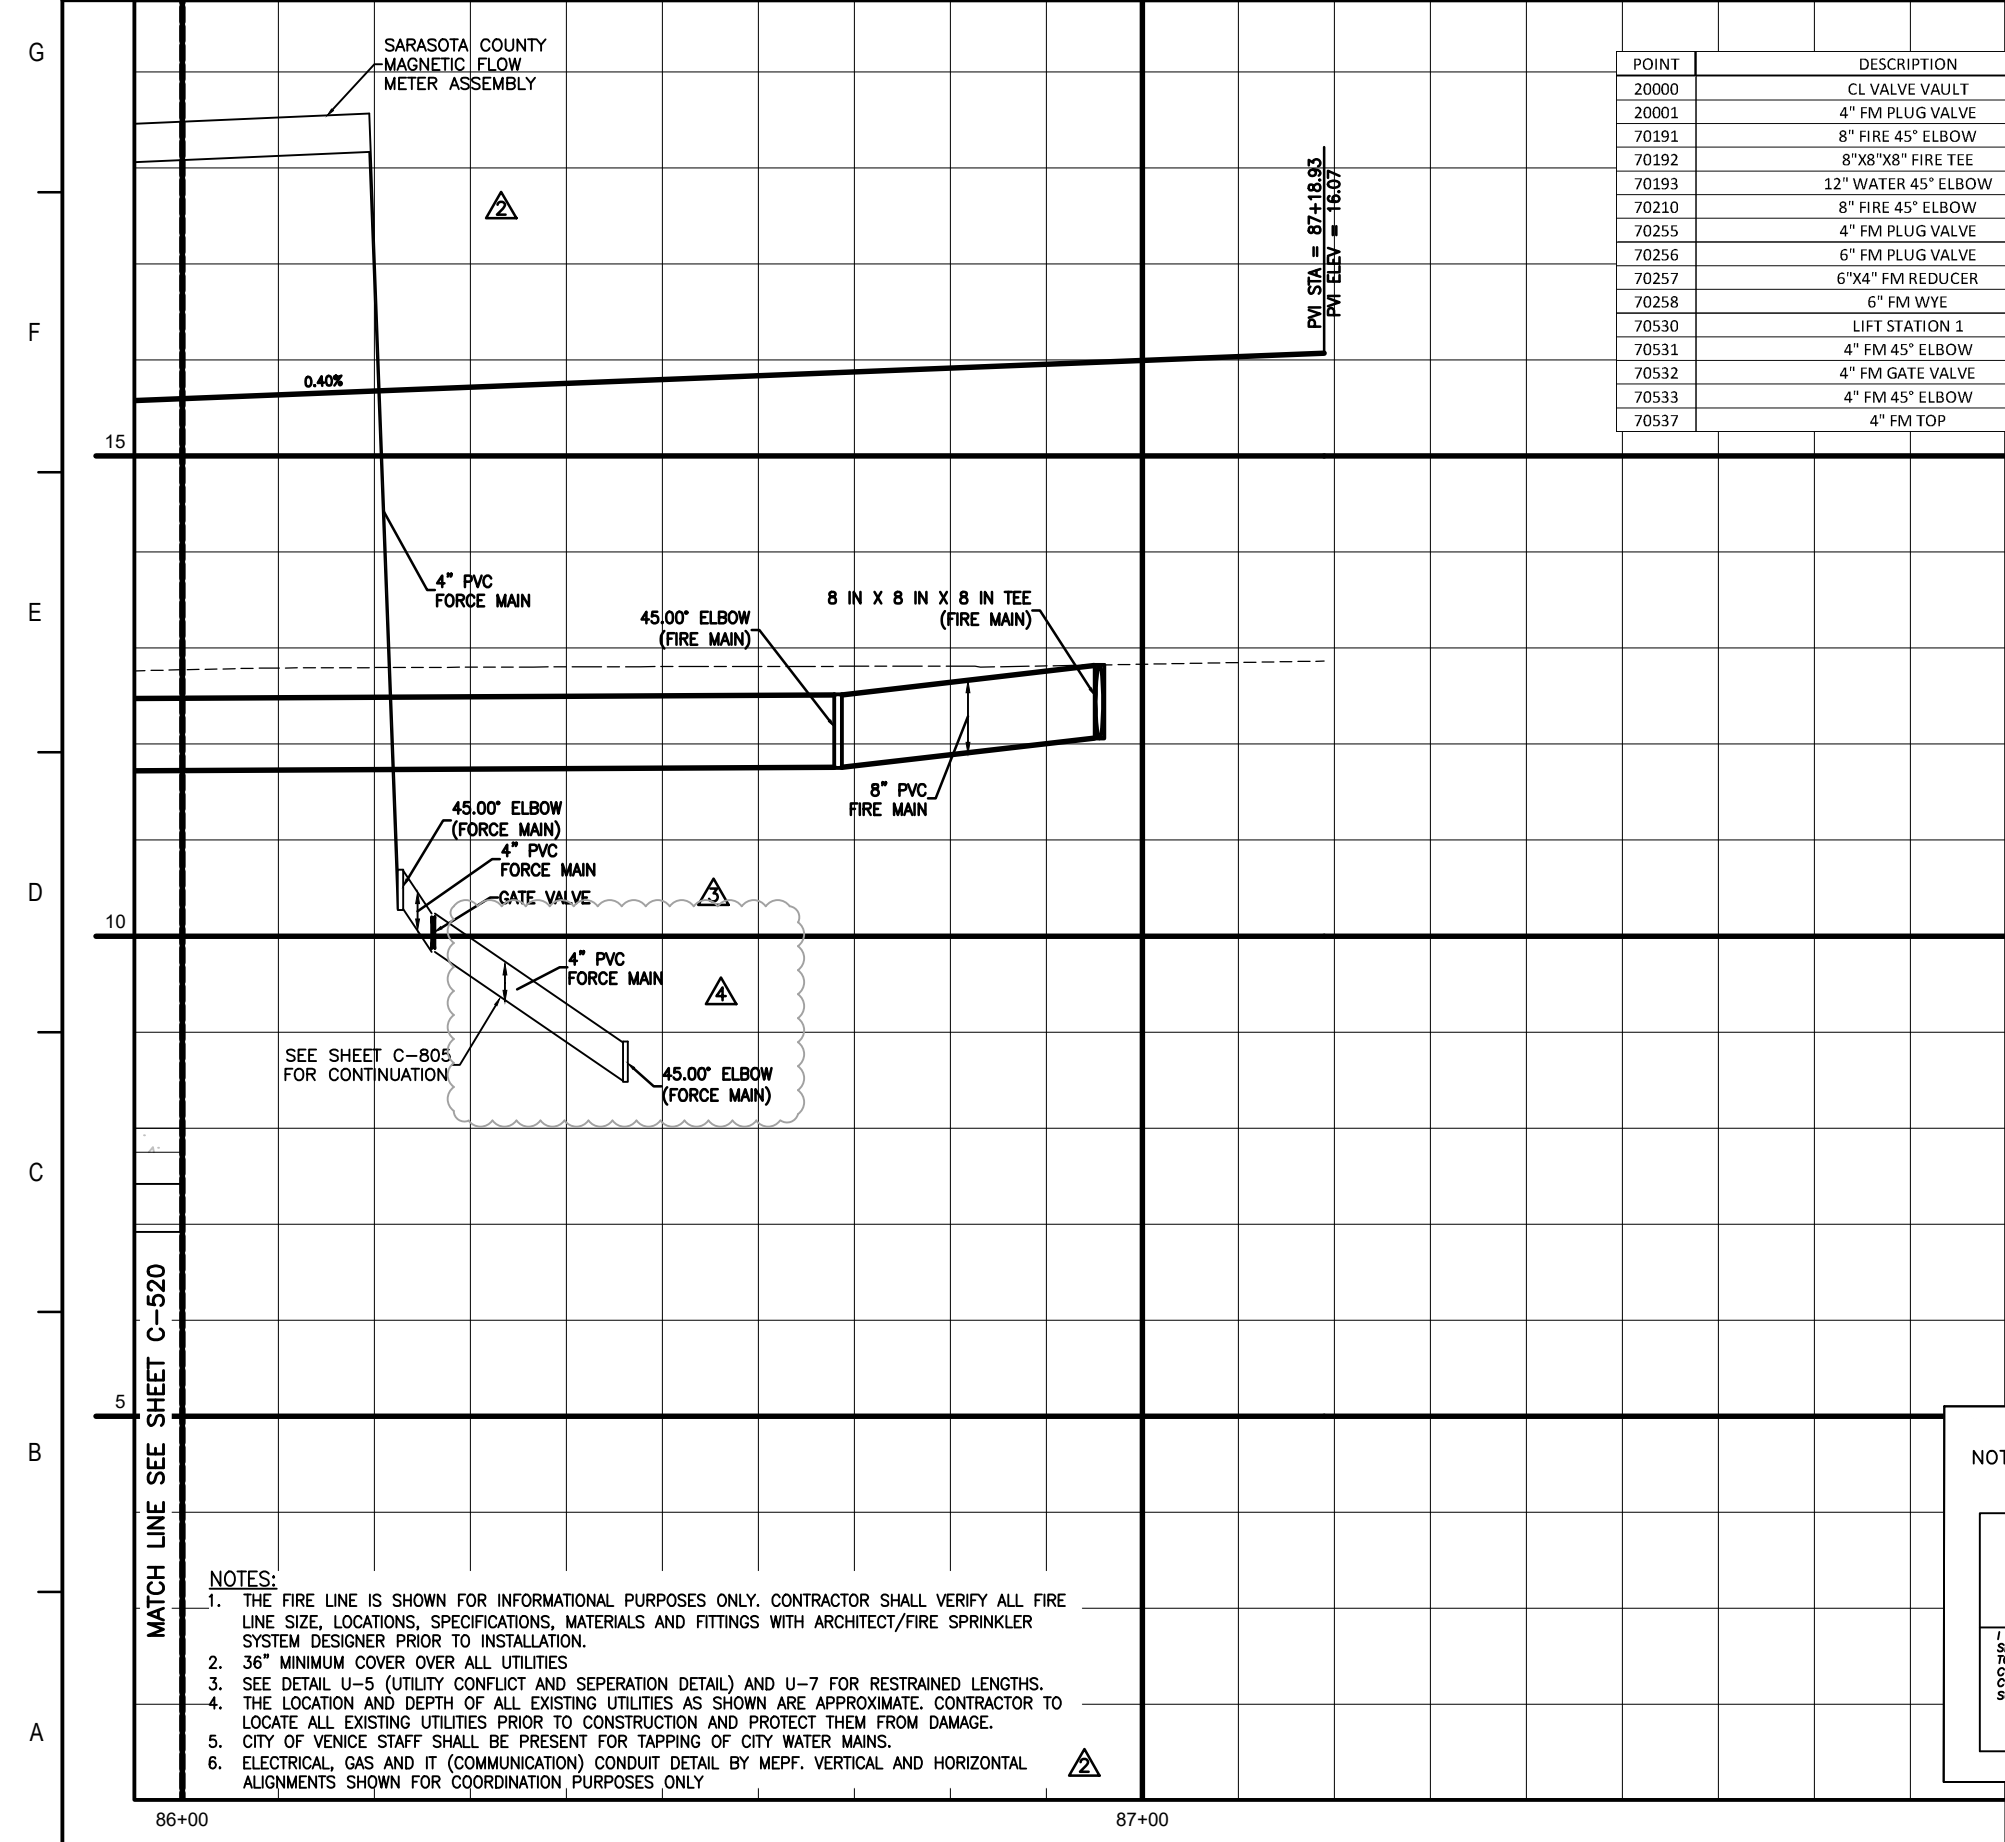 G
SARASOTA COUNTY
MAGNETIC FLOW
METER ASSEMBLY
POINT DESCRIPTION
20000 CL VALVE VAULT
20001 4" FM PLUG VALVE
70191 8" FIRE 45° ELBOW
70192 8"X8"X8" FIRE TEE
70193 12" WATER 45° ELBOW
70210 8" FIRE 45° ELBOW
70255 4" FM PLUG VALVE
70256 6" FM PLUG VALVE
70257 6"X4" FM REDUCER
70258 6" FM WYE
70530 LIFT STATION 1
70531 4" FM 45° ELBOW
70532 4" FM GATE VALVE
70533 4" FM 45° ELBOW
70537 4" FM TOP
2
PVI STA = 87+18.93
PVI ELEV = 16.07
F
0.40%
15
4" PVC
FORCE MAIN
E
45.00° ELBOW
(FIRE MAIN)
8 IN X 8 IN X 8 IN TEE
(FIRE MAIN)
8" PVC
FIRE MAIN
45.00° ELBOW
(FORCE MAIN)
4" PVC
FORCE MAIN
GATE VALVE
3
D
10
4" PVC
FORCE MAIN
4
SEE SHEET C-805
FOR CONTINUATION
45.00° ELBOW
(FORCE MAIN)
C
MATCH LINE SEE SHEET C-520
5
B
NOT
NOTES:
1. THE FIRE LINE IS SHOWN FOR INFORMATIONAL PURPOSES ONLY. CONTRACTOR SHALL VERIFY ALL FIRE
LINE SIZE, LOCATIONS, SPECIFICATIONS, MATERIALS AND FITTINGS WITH ARCHITECT/FIRE SPRINKLER
SYSTEM DESIGNER PRIOR TO INSTALLATION.
2. 36" MINIMUM COVER OVER ALL UTILITIES
3. SEE DETAIL U-5 (UTILITY CONFLICT AND SEPERATION DETAIL) AND U-7 FOR RESTRAINED LENGTHS.
4. THE LOCATION AND DEPTH OF ALL EXISTING UTILITIES AS SHOWN ARE APPROXIMATE. CONTRACTOR TO
LOCATE ALL EXISTING UTILITIES PRIOR TO CONSTRUCTION AND PROTECT THEM FROM DAMAGE.
5. CITY OF VENICE STAFF SHALL BE PRESENT FOR TAPPING OF CITY WATER MAINS.
6. ELECTRICAL, GAS AND IT (COMMUNICATION) CONDUIT DETAIL BY MEPF. VERTICAL AND HORIZONTAL
ALIGNMENTS SHOWN FOR COORDINATION PURPOSES ONLY
2
A
86+00
87+00